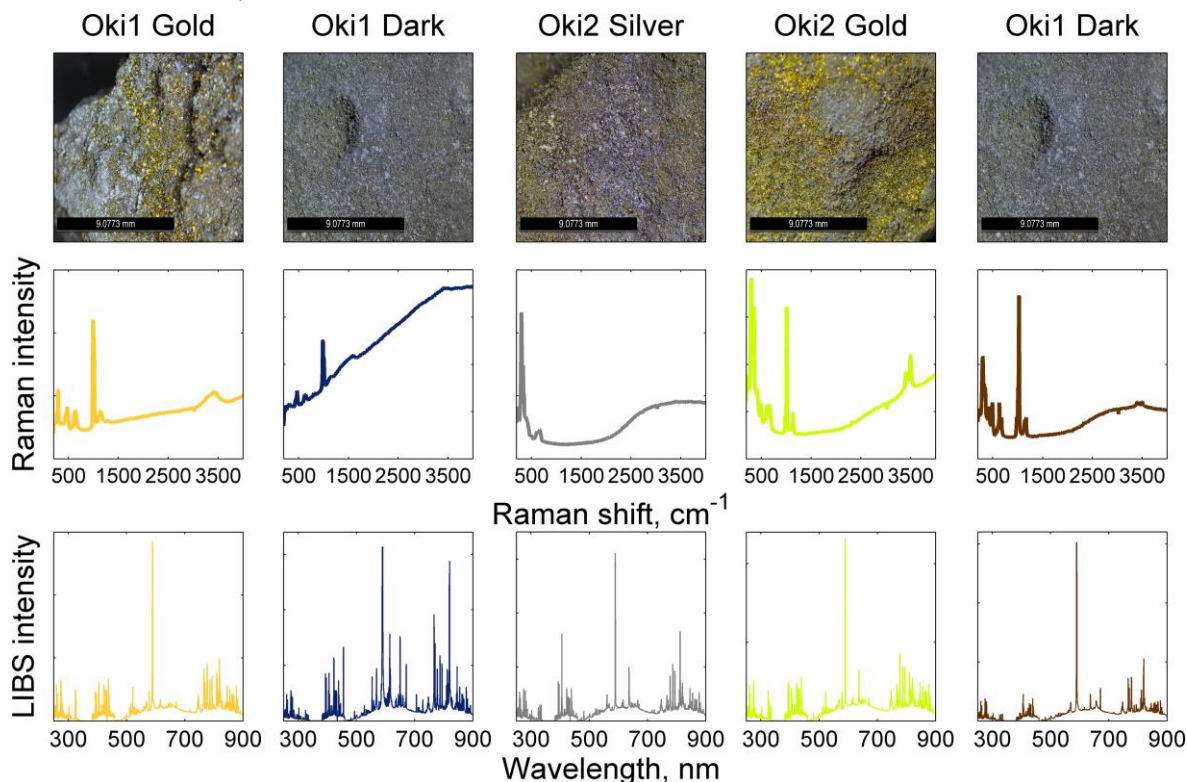 Oki1 Gold Oki1 Dark Oki2 Silver Oki2 Gold Oki1 Dark
9.0773 mm 9.0773 mm 9.0773 mm 9.0773 mm 9.0773 mm
Raman intensity
500 1500 2500 3500 500 1500 2500 3500 500 1500 2500 3500 500 1500 2500 3500 500 1500 2500 3500
Raman shift, cm⁻¹
LIBS intensity
300 500 700 900 300 500 700 900 300 500 700 900 300 500 700 900 300 500 700 900
Wavelength, nm